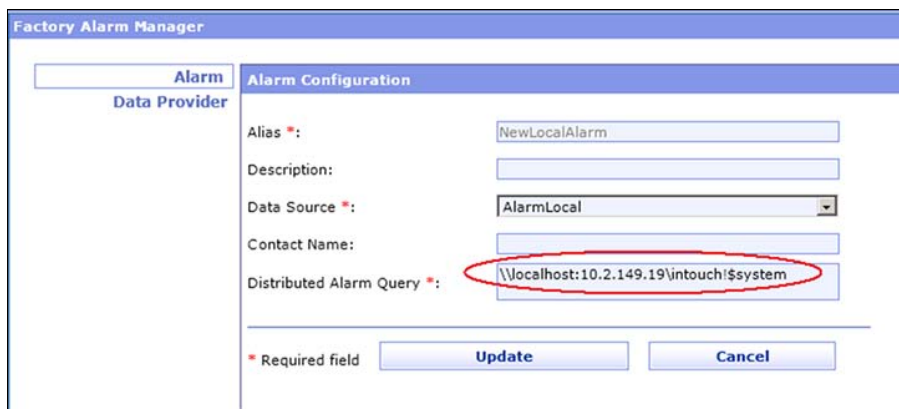 Factory Alarm Manager
Alarm
Data Provider
Alarm Configuration
Alias *: NewLocalAlarm
Description:
Data Source *: AlarmLocal
Contact Name:
Distributed Alarm Query *: \\localhost:10.2.149.19\intouch!$system
* Required field Update Cancel